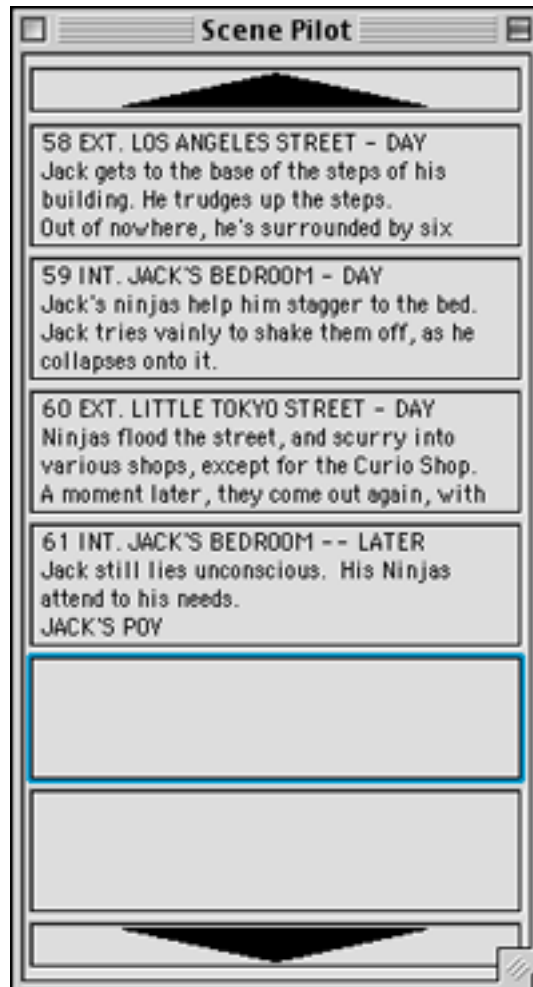 Scene Pilot
58 EXT. LOS ANGELES STREET - DAY
Jack gets to the base of the steps of his
building. He trudges up the steps.
Out of nowhere, he's surrounded by six
59 INT. JACK'S BEDROOM - DAY
Jack's ninjas help him stagger to the bed.
Jack tries vainly to shake them off, as he
collapses onto it.
60 EXT. LITTLE TOKYO STREET - DAY
Ninjas flood the street, and scurry into
various shops, except for the Curio Shop.
A moment later, they come out again, with
61 INT. JACK'S BEDROOM -- LATER
Jack still lies unconscious. His Ninjas
attend to his needs.
JACK'S POV